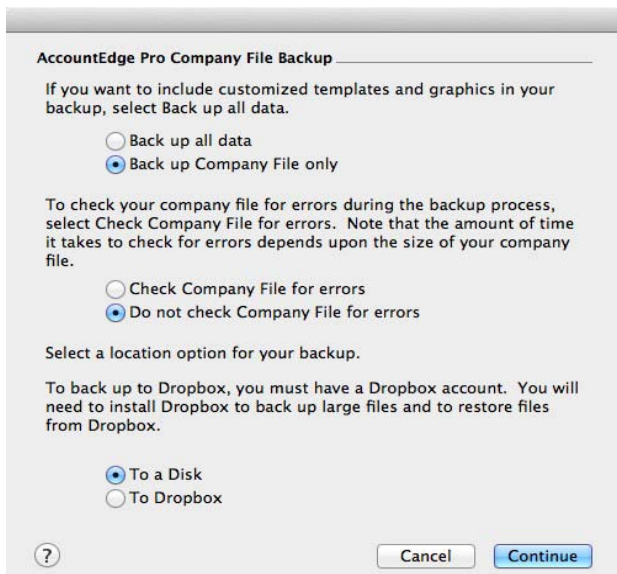 AccountEdge Pro Company File Backup
If you want to include customized templates and graphics in your
backup, select Back up all data.
Back up all data
Back up Company File only
To check your company file for errors during the backup process,
select Check Company File for errors. Note that the amount of time
it takes to check for errors depends upon the size of your company
file.
Check Company File for errors
Do not check Company File for errors
Select a location option for your backup.
To back up to Dropbox, you must have a Dropbox account. You will
need to install Dropbox to back up large files and to restore files
from Dropbox.
To a Disk
To Dropbox
? Cancel Continue